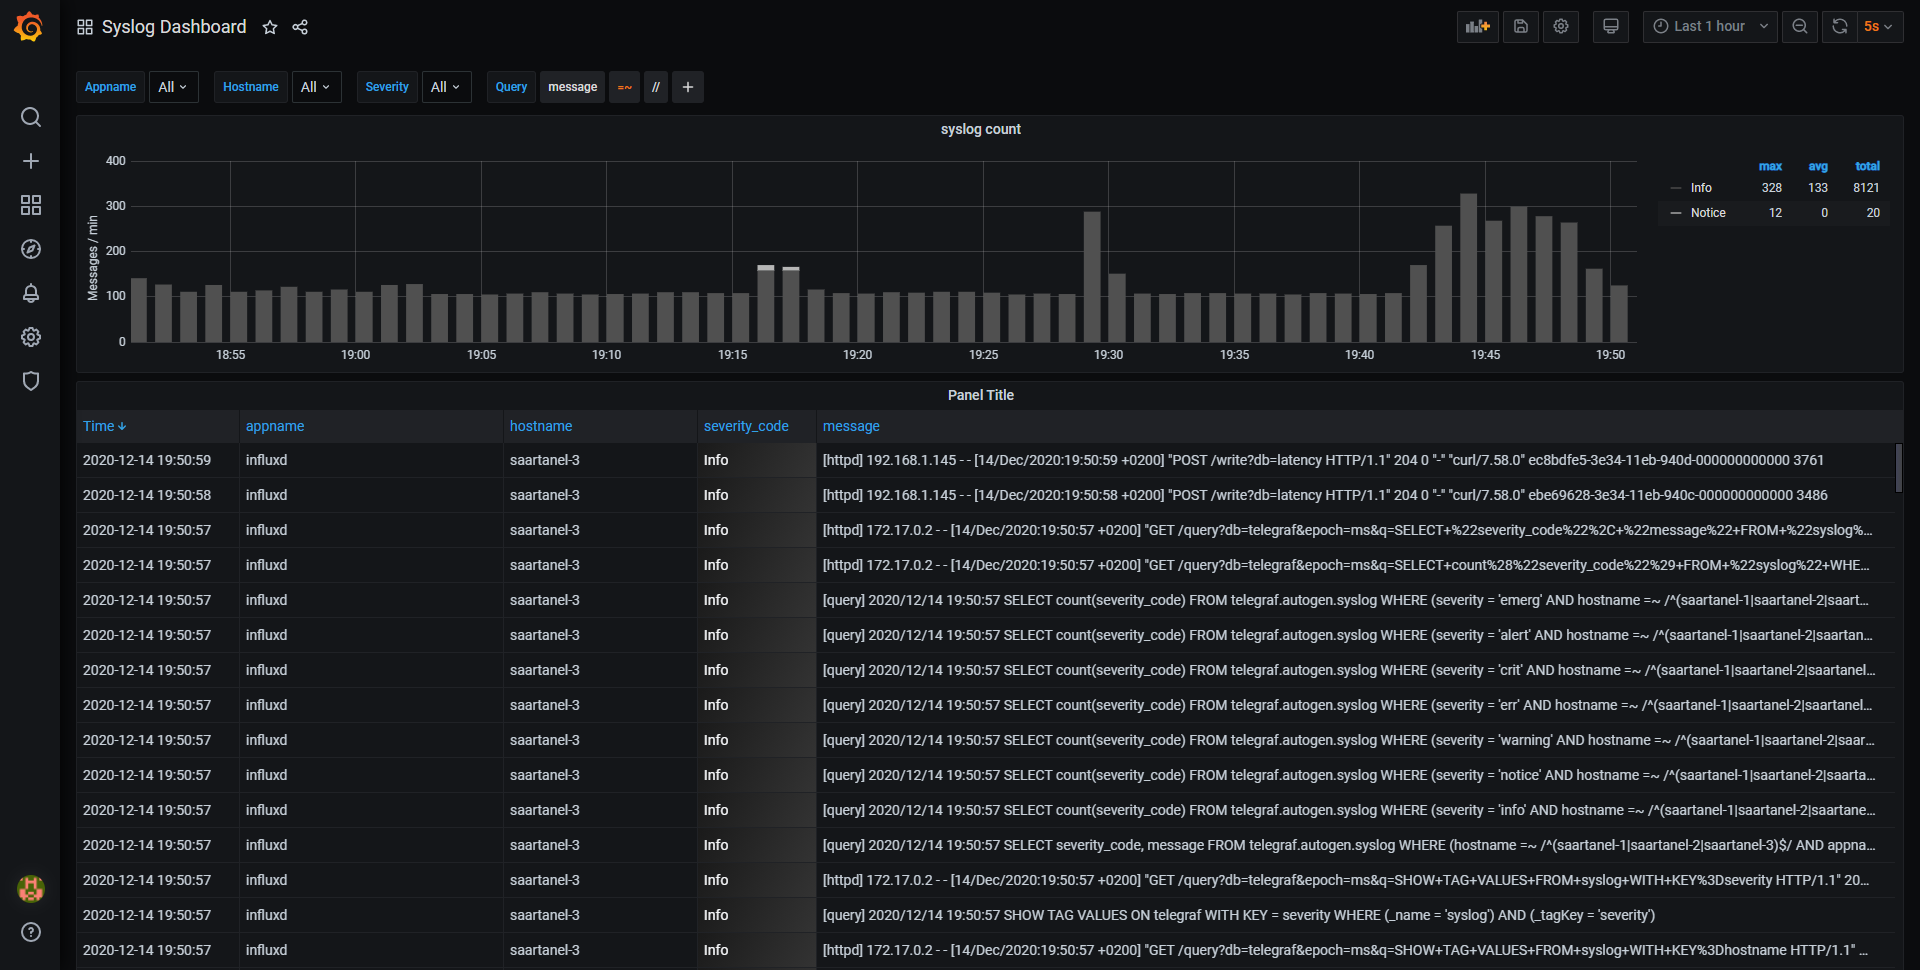 Syslog Dashboard
Last 1 hour
5s
Appname All Hostname All Severity All Query message =~ // +
syslog count
Messages / min
400
300
200
100
0
18:55 19:00 19:05 19:10 19:15 19:20 19:25 19:30 19:35 19:40 19:45 19:50
max avg total
Info 328 133 8121
Notice 12 0 20
Panel Title
Time appname hostname severity_code message
2020-12-14 19:50:59 influxd saartanel-3 Info [httpd] 192.168.1.145 - - [14/Dec/2020:19:50:59 +0200] "POST /write?db=latency HTTP/1.1" 204 0 "-" "curl/7.58.0" ec8bdfe5-3e34-11eb-940d-000000000000 3761
2020-12-14 19:50:58 influxd saartanel-3 Info [httpd] 192.168.1.145 - - [14/Dec/2020:19:50:58 +0200] "POST /write?db=latency HTTP/1.1" 204 0 "-" "curl/7.58.0" ebe69628-3e34-11eb-940c-000000000000 3486
2020-12-14 19:50:57 influxd saartanel-3 Info [httpd] 172.17.0.2 - - [14/Dec/2020:19:50:57 +0200] "GET /query?db=telegraf&epoch=ms&q=SELECT+%22severity_code%22%2C+%22message%22+FROM+%22syslog%...
2020-12-14 19:50:57 influxd saartanel-3 Info [httpd] 172.17.0.2 - - [14/Dec/2020:19:50:57 +0200] "GET /query?db=telegraf&epoch=ms&q=SELECT+count%28%22severity_code%22%29+FROM+%22syslog%22+WHE...
2020-12-14 19:50:57 influxd saartanel-3 Info [query] 2020/12/14 19:50:57 SELECT count(severity_code) FROM telegraf.autogen.syslog WHERE (severity = 'emerg' AND hostname =~ /^(saartanel-1|saartanel-2|saart...
2020-12-14 19:50:57 influxd saartanel-3 Info [query] 2020/12/14 19:50:57 SELECT count(severity_code) FROM telegraf.autogen.syslog WHERE (severity = 'alert' AND hostname =~ /^(saartanel-1|saartanel-2|saartan...
2020-12-14 19:50:57 influxd saartanel-3 Info [query] 2020/12/14 19:50:57 SELECT count(severity_code) FROM telegraf.autogen.syslog WHERE (severity = 'crit' AND hostname =~ /^(saartanel-1|saartanel-2|saartanel...
2020-12-14 19:50:57 influxd saartanel-3 Info [query] 2020/12/14 19:50:57 SELECT count(severity_code) FROM telegraf.autogen.syslog WHERE (severity = 'err' AND hostname =~ /^(saartanel-1|saartanel-2|saartanel...
2020-12-14 19:50:57 influxd saartanel-3 Info [query] 2020/12/14 19:50:57 SELECT count(severity_code) FROM telegraf.autogen.syslog WHERE (severity = 'warning' AND hostname =~ /^(saartanel-1|saartanel-2|saar...
2020-12-14 19:50:57 influxd saartanel-3 Info [query] 2020/12/14 19:50:57 SELECT count(severity_code) FROM telegraf.autogen.syslog WHERE (severity = 'notice' AND hostname =~ /^(saartanel-1|saartanel-2|saarta...
2020-12-14 19:50:57 influxd saartanel-3 Info [query] 2020/12/14 19:50:57 SELECT count(severity_code) FROM telegraf.autogen.syslog WHERE (severity = 'info' AND hostname =~ /^(saartanel-1|saartanel-2|saartane...
2020-12-14 19:50:57 influxd saartanel-3 Info [query] 2020/12/14 19:50:57 SELECT severity_code, message FROM telegraf.autogen.syslog WHERE (hostname =~ /^(saartanel-1|saartanel-2|saartanel-3)$/ AND appna...
2020-12-14 19:50:57 influxd saartanel-3 Info [httpd] 172.17.0.2 - - [14/Dec/2020:19:50:57 +0200] "GET /query?db=telegraf&epoch=ms&q=SHOW+TAG+VALUES+FROM+syslog+WITH+KEY%3Dseverity HTTP/1.1" 20...
2020-12-14 19:50:57 influxd saartanel-3 Info [query] 2020/12/14 19:50:57 SHOW TAG VALUES ON telegraf WITH KEY = severity WHERE (_name = 'syslog') AND (_tagKey = 'severity')
2020-12-14 19:50:57 influxd saartanel-3 Info [httpd] 172.17.0.2 - - [14/Dec/2020:19:50:57 +0200] "GET /query?db=telegraf&epoch=ms&q=SHOW+TAG+VALUES+FROM+syslog+WITH+KEY%3Dhostname HTTP/1.1" ...